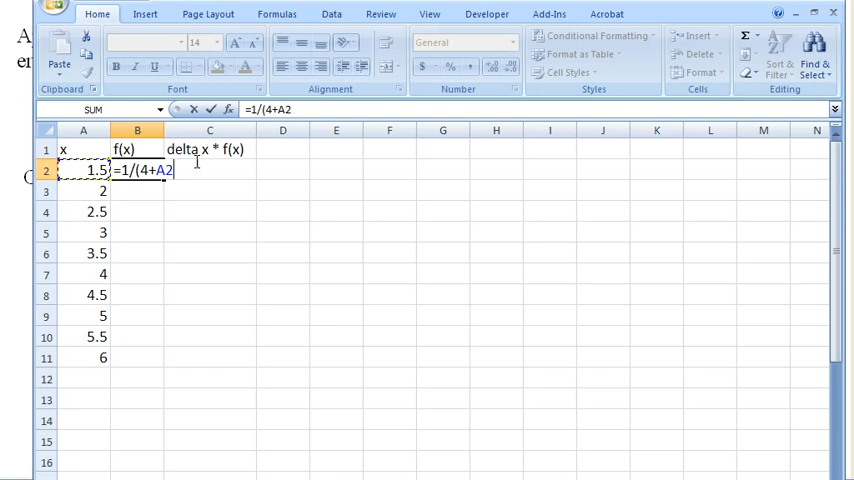 Home Insert Page Layout Formulas Data Review View Developer Add-Ins Acrobat
Paste
Clipboard
14 A A
B I U A
Font
Alignment
General
$ % , .0 .00 .00 .0
Number
Conditional Formatting
Format as Table
Cell Styles
Styles
Insert
Delete
Format
Cells
Σ
Sort & Filter
Find & Select
Editing
SUM fx =1/(4+A2
A B C D E F G H I J K L M N
1 x f(x) delta x * f(x)
2 1.5 =1/(4+A2
3 2
4 2.5
5 3
6 3.5
7 4
8 4.5
9 5
10 5.5
11 6
12
13
14
15
16